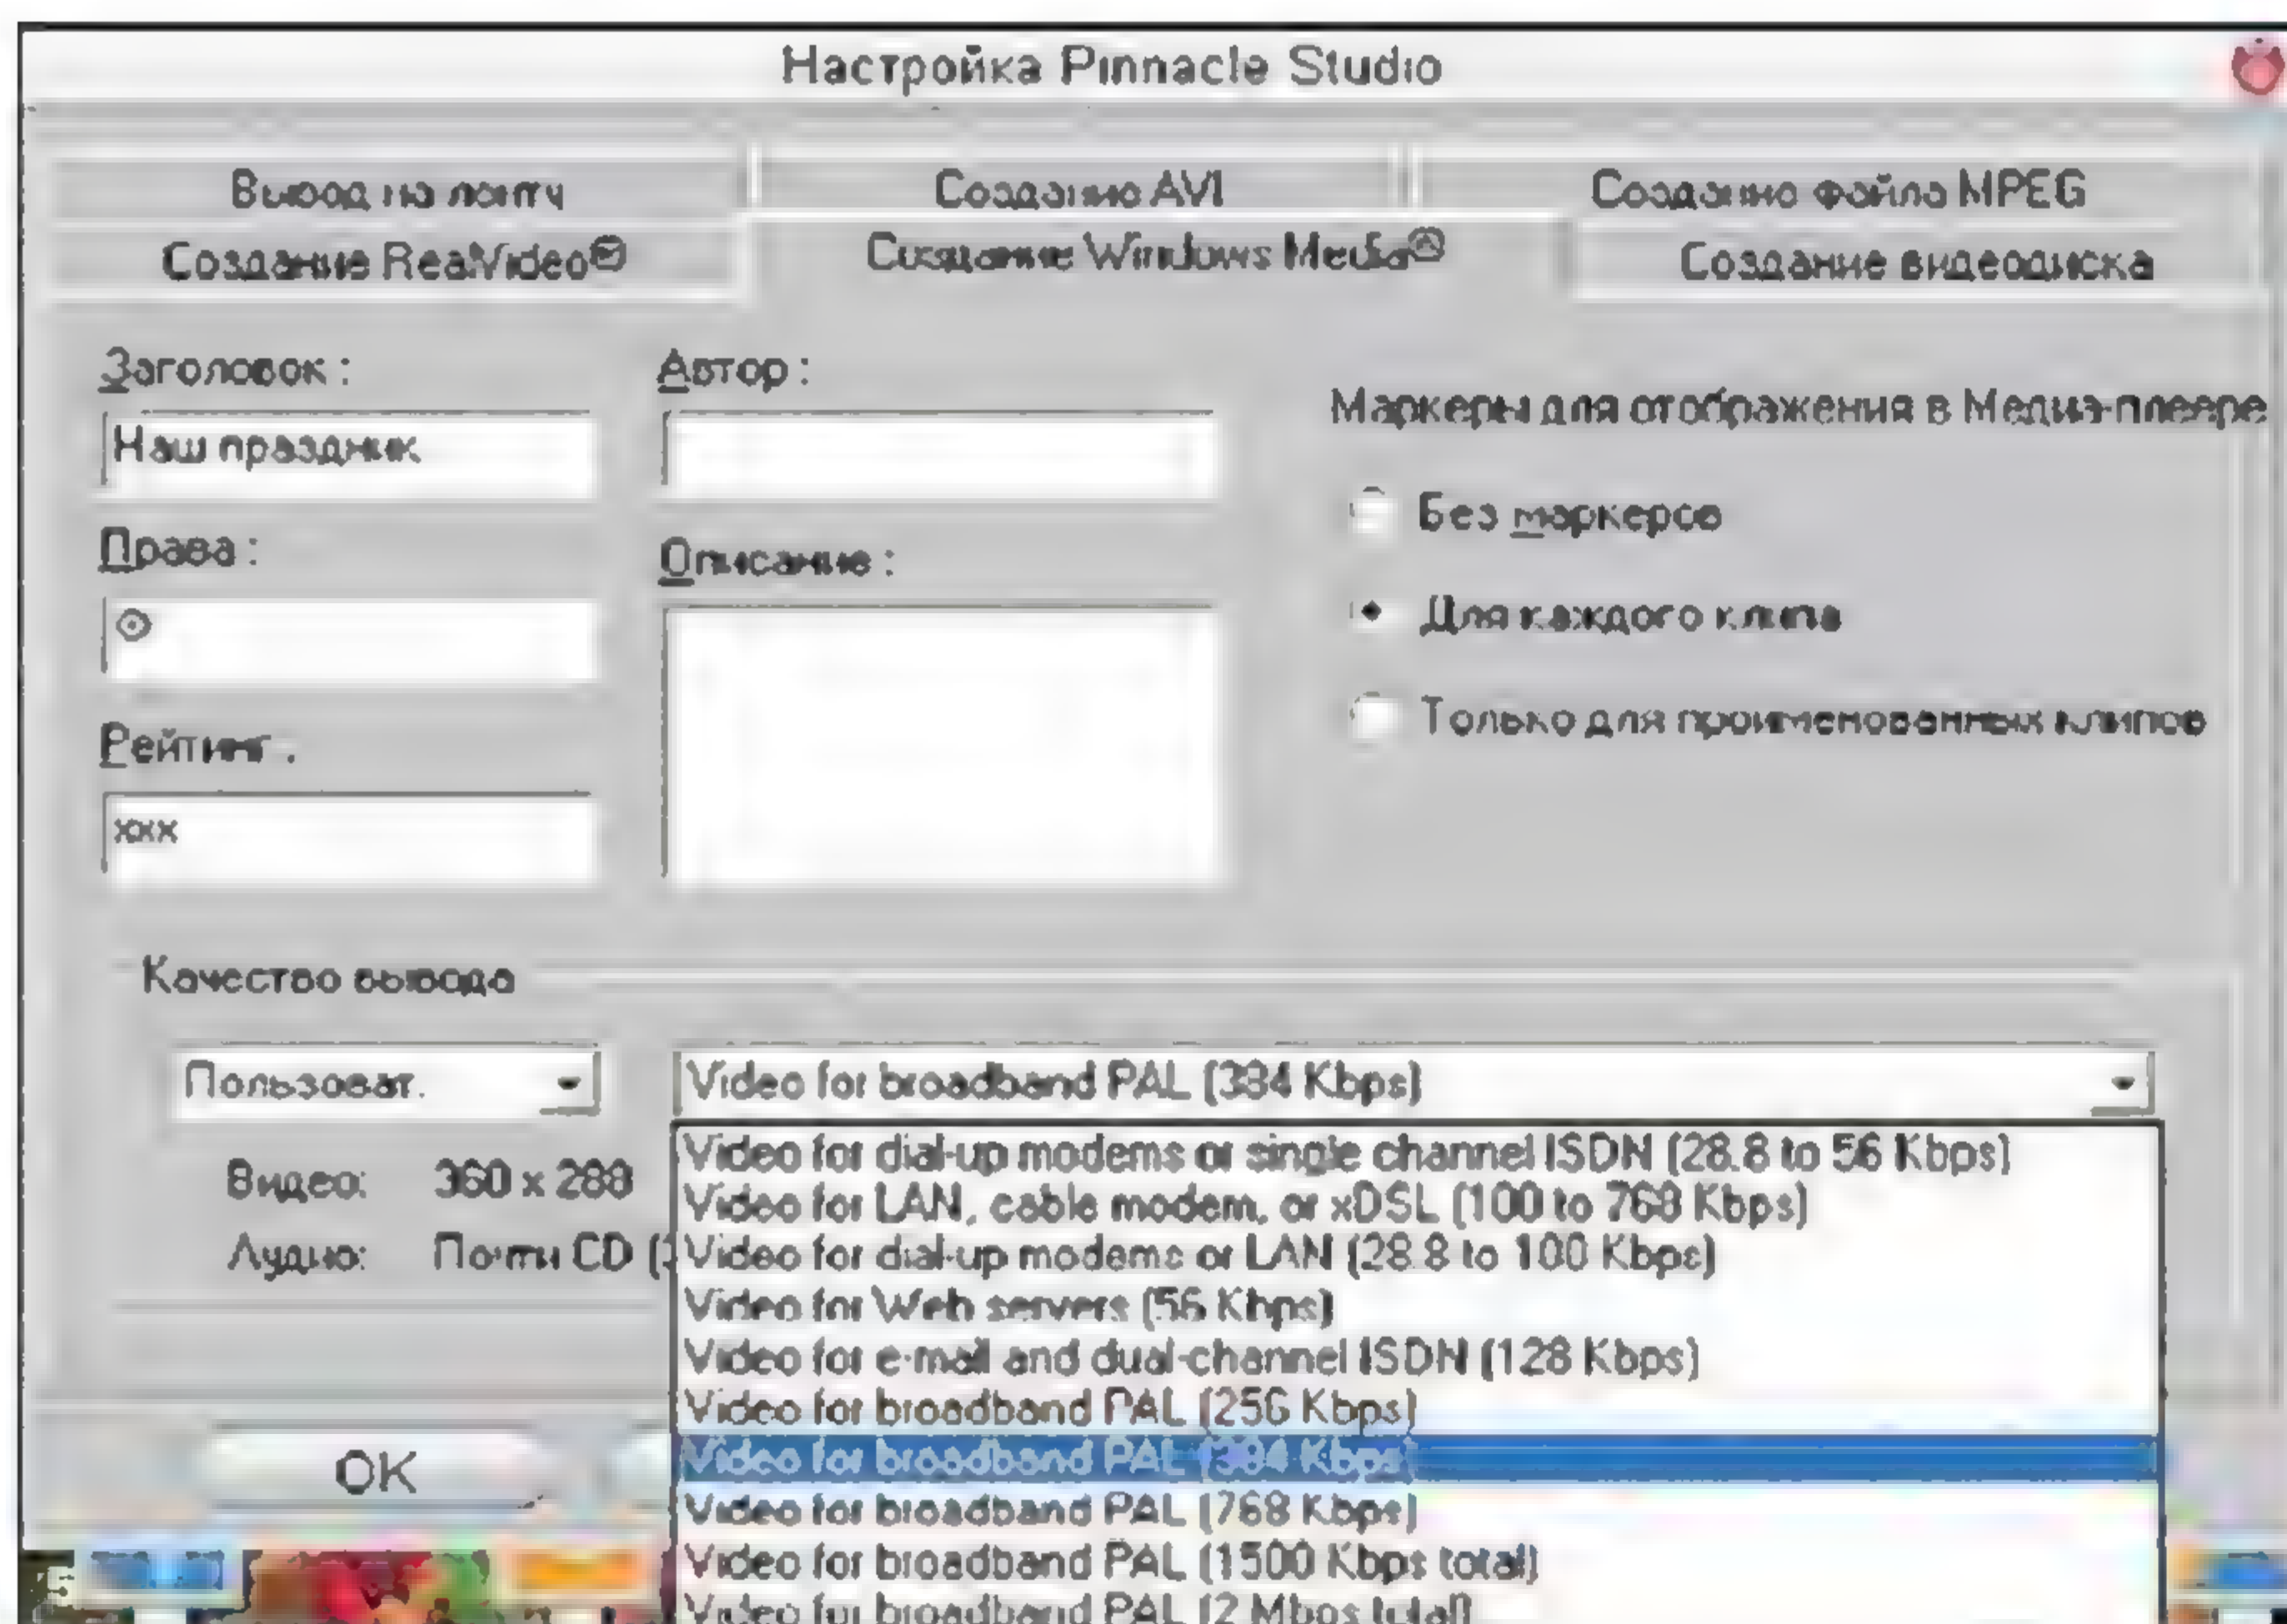 Настройка Pinnacle Studio
Вывод на ленту
Создание AVI
Создание файла MPEG
Создание RealVideo
Создание Windows Media
Создание видеодиска
Заголовок :
Наш праздник
Автор :
Маркеры для отображения в Медиа-плеере
Без маркеров
Для каждого клипа
Только для проименованных клипов
Права :
Описание :
Рейтинг :
xxx
Качество вывода
Пользоват.
Video for broadband PAL (384 Kbps)
Видео: 360 x 288
Аудио: Почти CD (
Video for dial-up modems or single channel ISDN (28.8 to 56 Kbps)
Video for LAN, cable modem, or xDSL (100 to 768 Kbps)
Video for dial-up modems or LAN (28.8 to 100 Kbps)
Video for Web servers (56 Kbps)
Video for e-mail and dual-channel ISDN (128 Kbps)
Video for broadband PAL (256 Kbps)
Video for broadband PAL (384 Kbps)
Video for broadband PAL (768 Kbps)
Video for broadband PAL (1500 Kbps total)
Video for broadband PAL (2 Mbps total)
OK